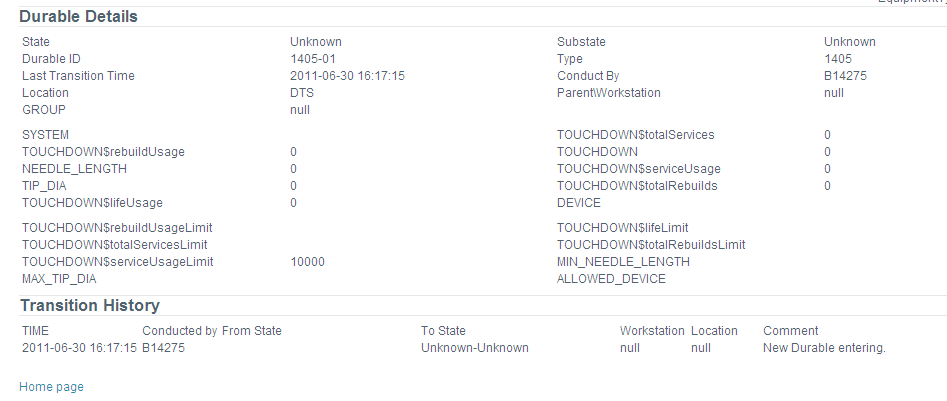 Durable Details
State Unknown Substate Unknown
Durable ID 1405-01 Type 1405
Last Transition Time 2011-06-30 16:17:15 Conduct By B14275
Location DTS Parent\Workstation null
GROUP null
SYSTEM TOUCHDOWN$totalServices 0
TOUCHDOWN$rebuildUsage 0 TOUCHDOWN 0
NEEDLE_LENGTH 0 TOUCHDOWN$serviceUsage 0
TIP_DIA 0 TOUCHDOWN$totalRebuilds 0
TOUCHDOWN$lifeUsage 0 DEVICE
TOUCHDOWN$rebuildUsageLimit TOUCHDOWN$lifeLimit
TOUCHDOWN$totalServicesLimit TOUCHDOWN$totalRebuildsLimit
TOUCHDOWN$serviceUsageLimit 10000 MIN_NEEDLE_LENGTH
MAX_TIP_DIA ALLOWED_DEVICE
Transition History
TIME Conducted by From State To State Workstation Location Comment
2011-06-30 16:17:15 B14275 Unknown-Unknown null null New Durable entering.
Home page